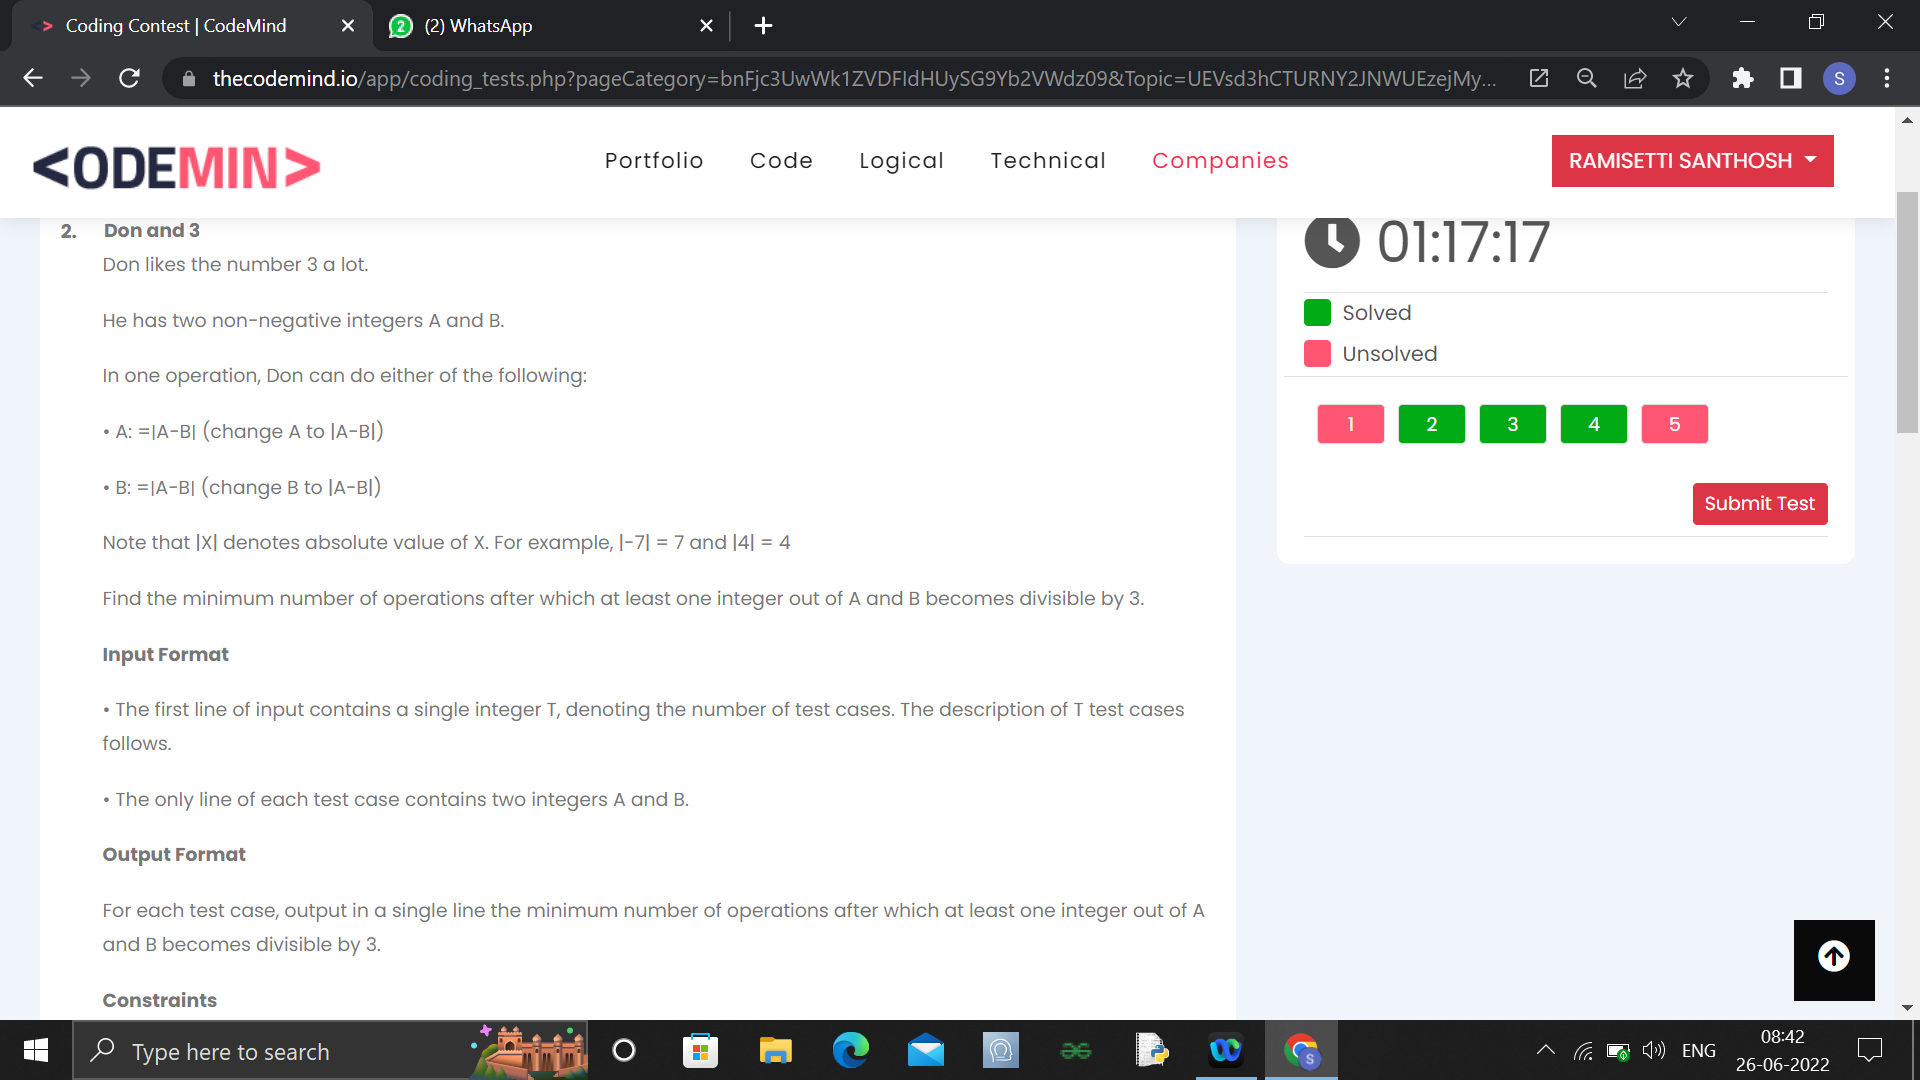 Coding Contest | CodeMind
(2) WhatsApp
thecodemind.io/app/coding_tests.php?pageCategory=bnFjc3UwWk1ZVDFIdHUySG9Yb2VWdz09&Topic=UEVsd3hCTURNY2JNWUEzejMy...
S
<ODEMIN>
Portfolio
Code
Logical
Technical
Companies
RAMISETTI SANTHOSH
2. Don and 3
Don likes the number 3 a lot.
He has two non-negative integers A and B.
In one operation, Don can do either of the following:
• A: =|A-B| (change A to |A-B|)
• B: =|A-B| (change B to |A-B|)
Note that |X| denotes absolute value of X. For example, |-7| = 7 and |4| = 4
Find the minimum number of operations after which at least one integer out of A and B becomes divisible by 3.
Input Format
• The first line of input contains a single integer T, denoting the number of test cases. The description of T test cases
follows.
• The only line of each test case contains two integers A and B.
Output Format
For each test case, output in a single line the minimum number of operations after which at least one integer out of A
and B becomes divisible by 3.
Constraints
01:17:17
Solved
Unsolved
1 2 3 4 5
Submit Test
Type here to search
ENG
08:42
26-06-2022